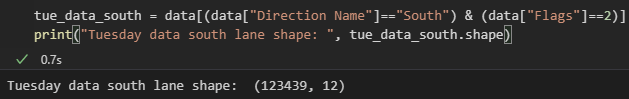 tue_data_south = data[(data["Direction Name"]=="South") & (data["Flags"]==2)]
print("Tuesday data south lane shape: ", tue_data_south.shape)
0.7s
Tuesday data south lane shape:  (123439, 12)